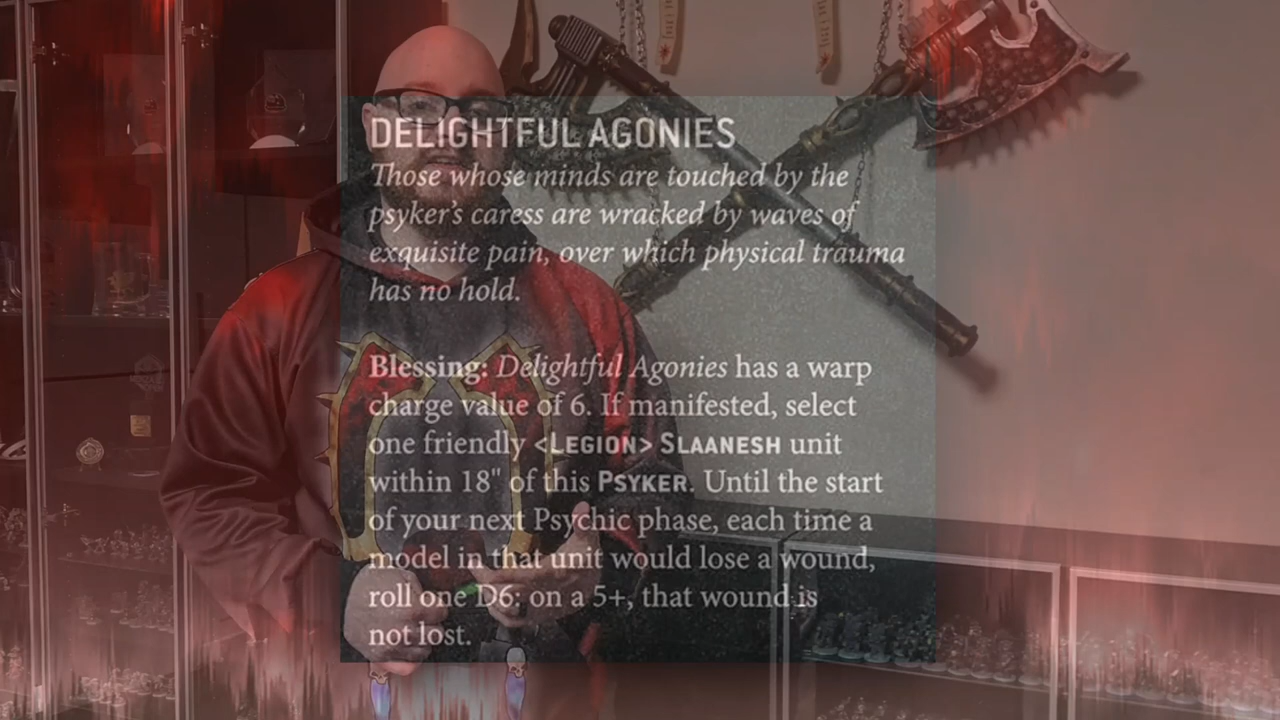 DELIGHTFUL AGONIES
Those whose minds are touched by the
psyker's caress are wracked by waves of
exquisite pain, over which physical trauma
has no hold.
Blessing: Delightful Agonies has a warp
charge value of 6. If manifested, select
one friendly <LEGION> SLAANESH unit
within 18" of this PSYKER. Until the start
of your next Psychic phase, each time a
model in that unit would lose a wound,
roll one D6: on a 5+, that wound is
not lost.